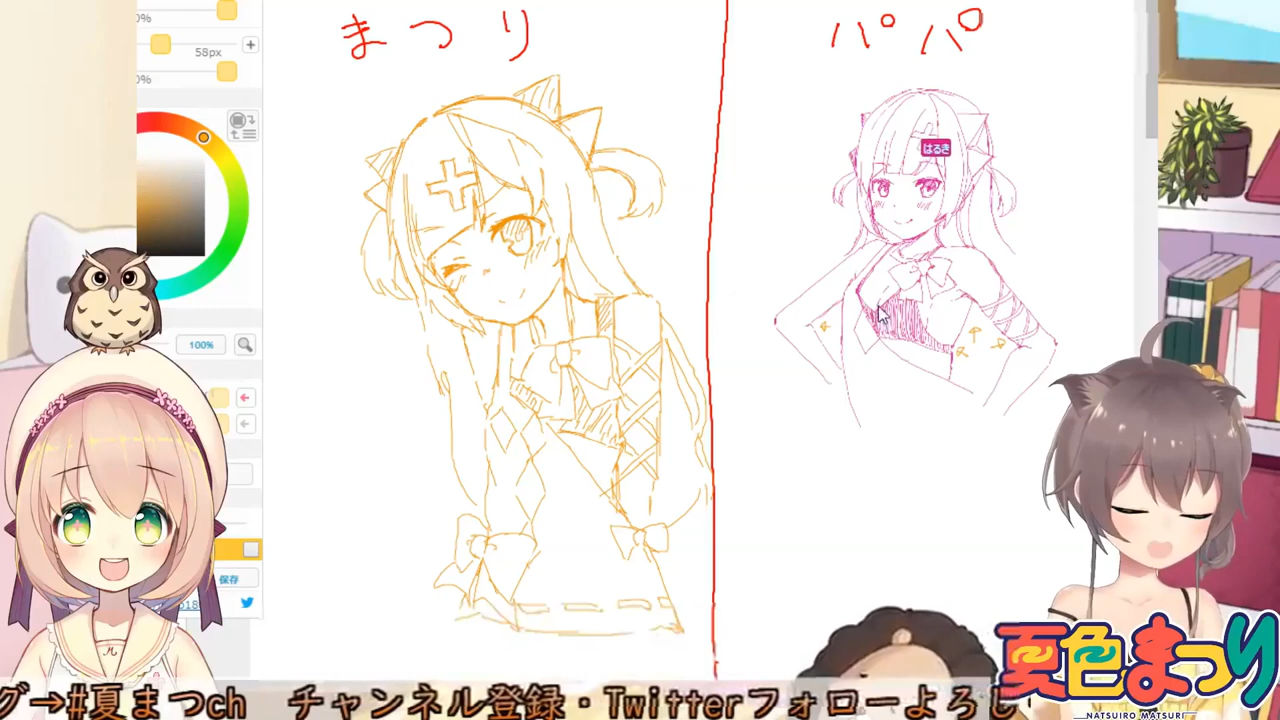 0%
58px
+
0%
まつり
パパ
はるき
100%
保存
グ→#夏まつch チャンネル登録・Twitterフォローよろし
夏色まつり
NATSUIRO MATSURI